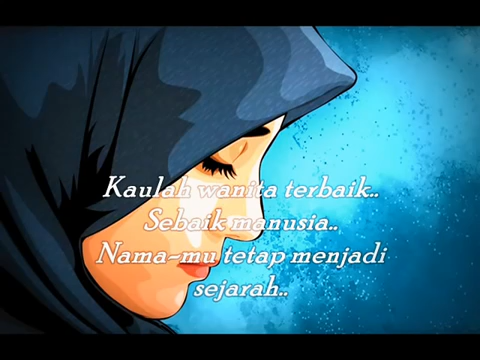 Kaulah wanita terbaik..
Sebaik manusia..
Nama-mu tetap menjadi
sejarah..